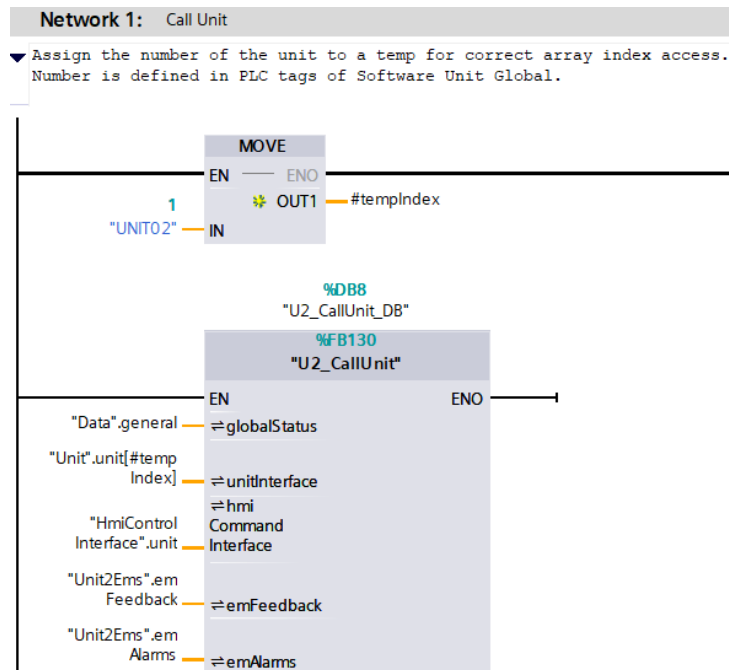 Network 1: Call Unit
Assign the number of the unit to a temp for correct array index access.
Number is defined in PLC tags of Software Unit Global.
MOVE
EN ENO
1
OUT1 #tempIndex
"UNIT02" IN
%DB8
"U2_CallUnit_DB"
%FB130
"U2_CallUnit"
EN ENO
"Data".general globalStatus
"Unit".unit[#temp
Index] unitInterface
hmi
"HmiControl Command
Interface".unit Interface
"Unit2Ems".em
Feedback emFeedback
"Unit2Ems".em
Alarms emAlarms